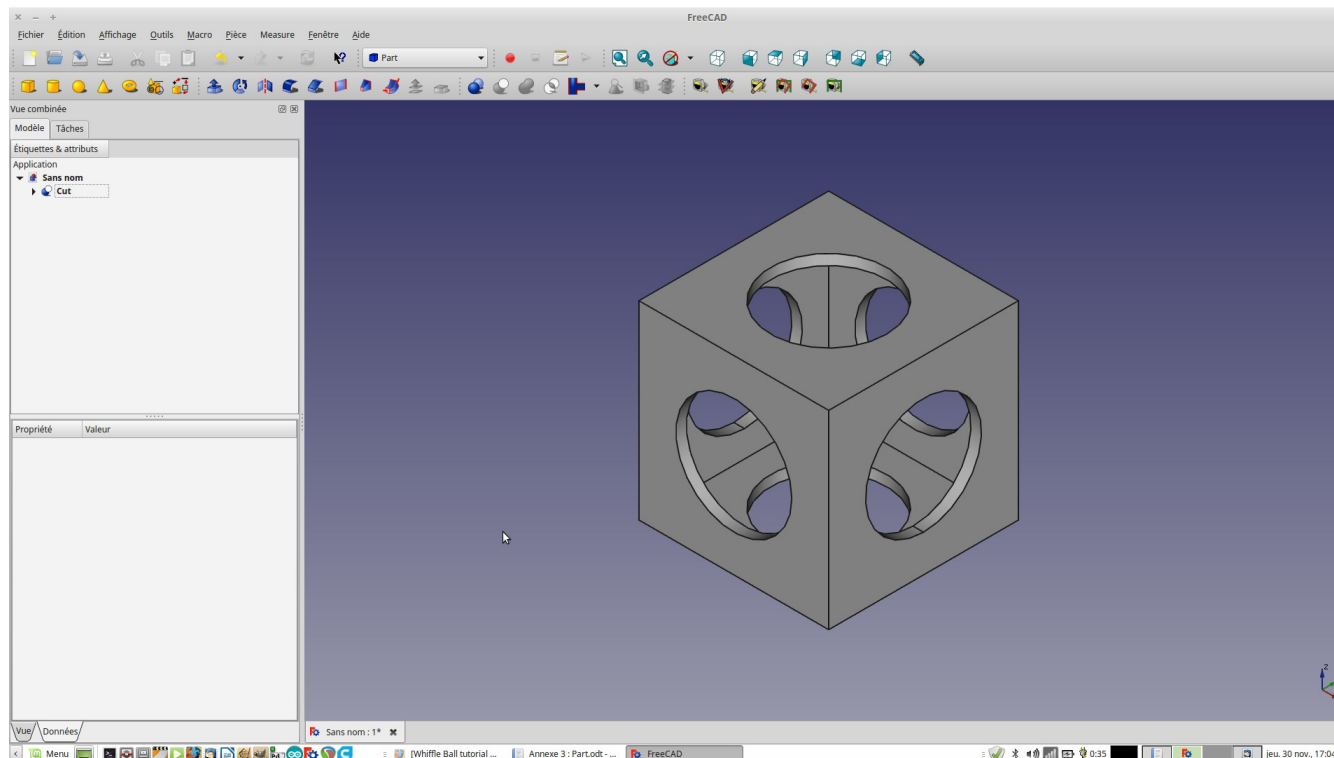 FreeCAD
Fichier Édition Affichage Outils Macro Pièce Measure Fenêtre Aide
Part
Vue combinée
Modèle Tâches
Étiquettes & attributs
Application
Sans nom
Cut
Propriété Valeur
Z
Vue Données
Sans nom : 1*
Menu [Whiffle Ball tutorial ... Annexe 3 : Part.odt - ... FreeCAD 0:35 jeu. 30 nov., 17:04